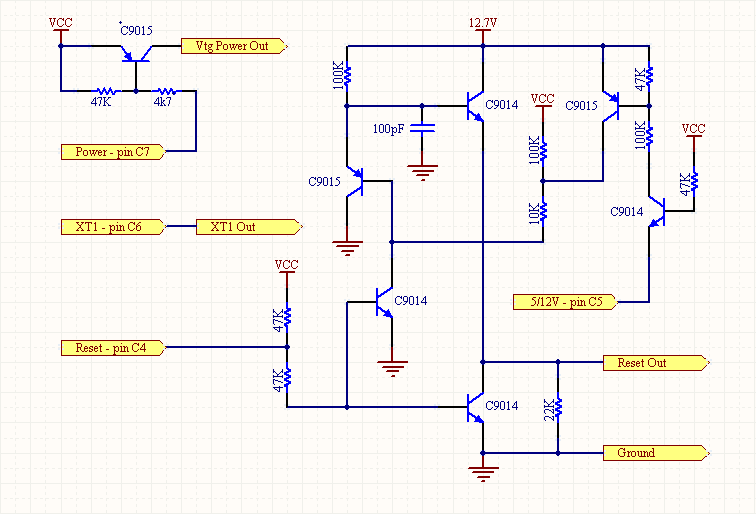 VCC
C9015
12.7V
Vtg Power Out
100K
47K
C9014
VCC
C9015
47K
4k7
100pF
100K
VCC
Power - pin C7
100K
C9015
47K
10K
C9014
XT1 - pin C6
XT1 Out
VCC
C9014
5/12V - pin C5
47K
Reset - pin C4
Reset Out
47K
C9014
22K
Ground